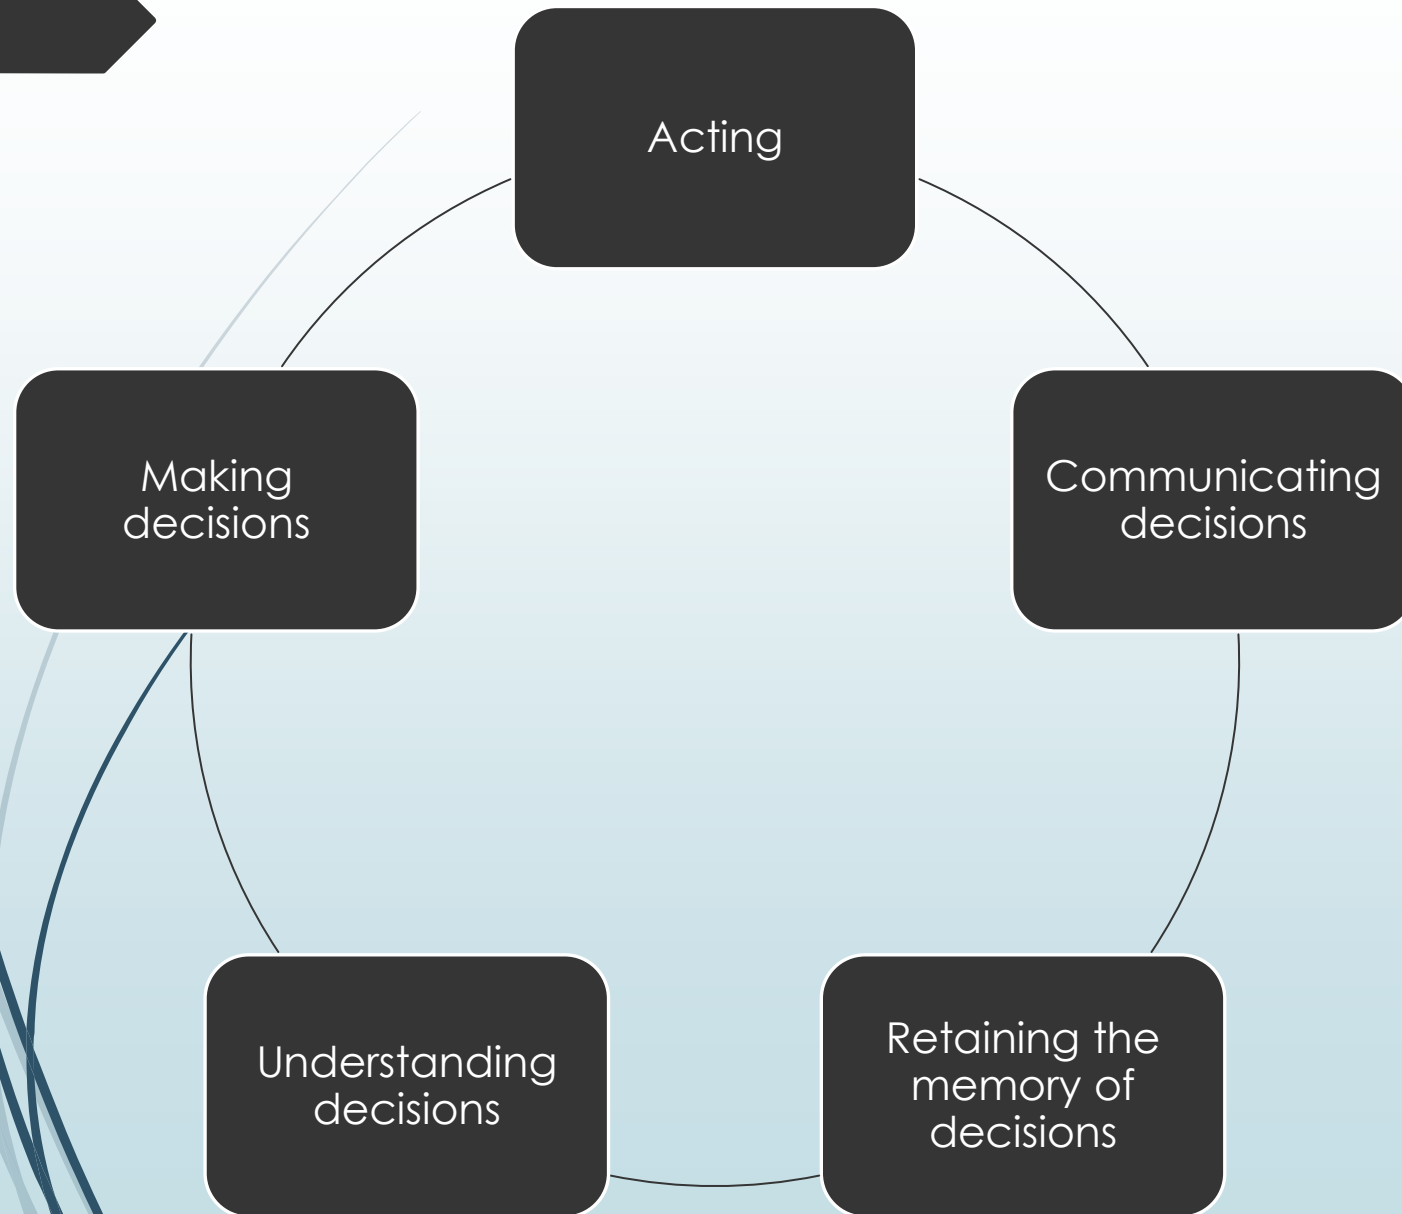 Acting
Making
decisions
Communicating
decisions
Understanding
decisions
Retaining the
memory of
decisions